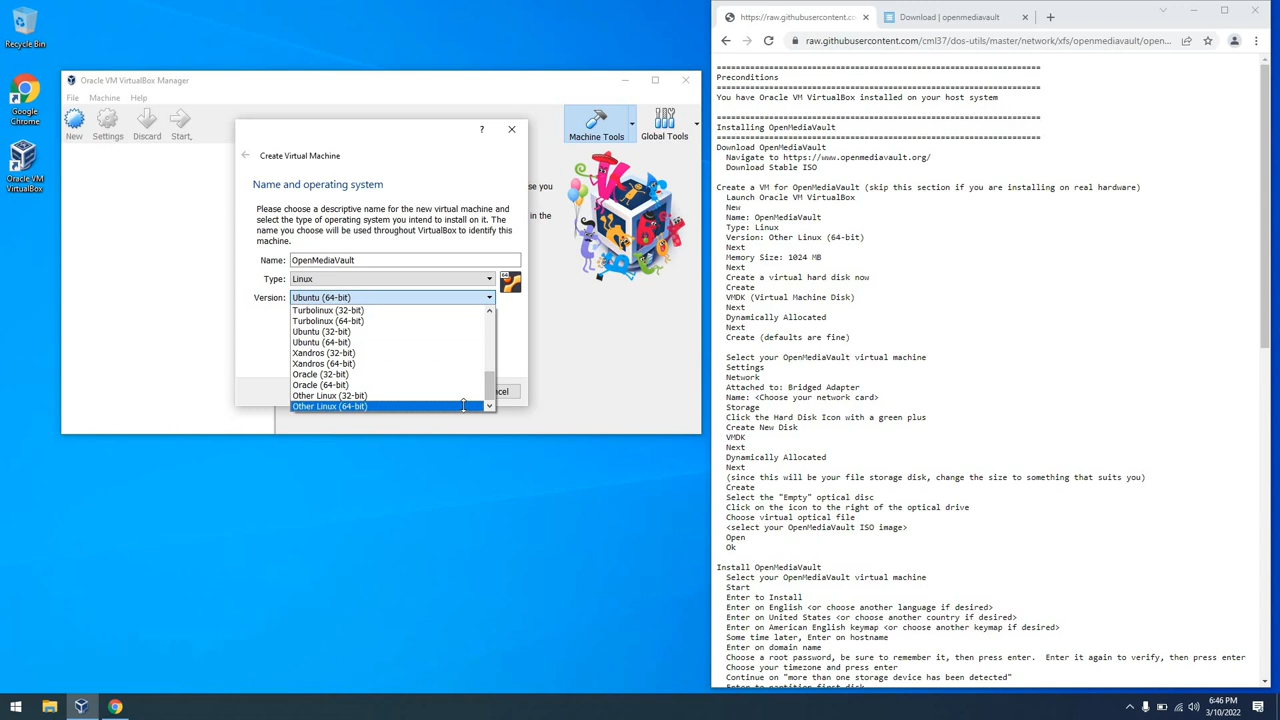 Recycle Bin
Google
Chrome
Oracle VM
VirtualBox
Oracle VM VirtualBox Manager
File Machine Help
New Settings Discard Start
Machine Tools
Global Tools
Create Virtual Machine
Name and operating system
Please choose a descriptive name for the new virtual machine and
select the type of operating system you intend to install on it. The
name you choose will be used throughout VirtualBox to identify this
machine.
Name: OpenMediaVault
Type: Linux
64
Version: Ubuntu (64-bit)
Turbolinux (32-bit)
Turbolinux (64-bit)
Ubuntu (32-bit)
Ubuntu (64-bit)
Xandros (32-bit)
Xandros (64-bit)
Oracle (32-bit)
Oracle (64-bit)
Other Linux (32-bit)
Other Linux (64-bit)
ncel
se you
n in the
https://raw.githubusercontent.co
Download | openmediavault
raw.githubusercontent.com/cml37/dos-utils/master/network/xfs/openmediavault/open...
=================================================================
Preconditions
=================================================================
You have Oracle VM VirtualBox installed on your host system
=================================================================
Installing OpenMediaVault
=================================================================
Download OpenMediaVault
Navigate to https://www.openmediavault.org/
Download Stable ISO
Create a VM for OpenMediaVault (skip this section if you are installing on real hardware)
Launch Oracle VM VirtualBox
New
Name: OpenMediaVault
Type: Linux
Version: Other Linux (64-bit)
Next
Memory Size: 1024 MB
Next
Create a virtual hard disk now
Create
VMDK (Virtual Machine Disk)
Next
Dynamically Allocated
Next
Create (defaults are fine)
Select your OpenMediaVault virtual machine
Settings
Network
Attached to: Bridged Adapter
Name: <Choose your network card>
Storage
Click the Hard Disk Icon with a green plus
Create New Disk
VMDK
Next
Dynamically Allocated
Next
(since this will be your file storage disk, change the size to something that suits you)
Create
Select the "Empty" optical disc
Click on the icon to the right of the optical drive
Choose virtual optical file
<select your OpenMediaVault ISO image>
Open
Ok
Install OpenMediaVault
Select your OpenMediaVault virtual machine
Start
Enter to Install
Enter on English <or choose another language if desired>
Enter on United States <or choose another country if desired>
Enter on American English keymap <or choose another keymap if desired>
Some time later, Enter on hostname
Enter on domain name
Choose a root password, be sure to remember it, then press enter.  Enter it again to verify, then press enter
Choose your timezone and press enter
Continue on "more than one storage device has been detected"
Enter to partition first disk
6:46 PM
3/10/2022